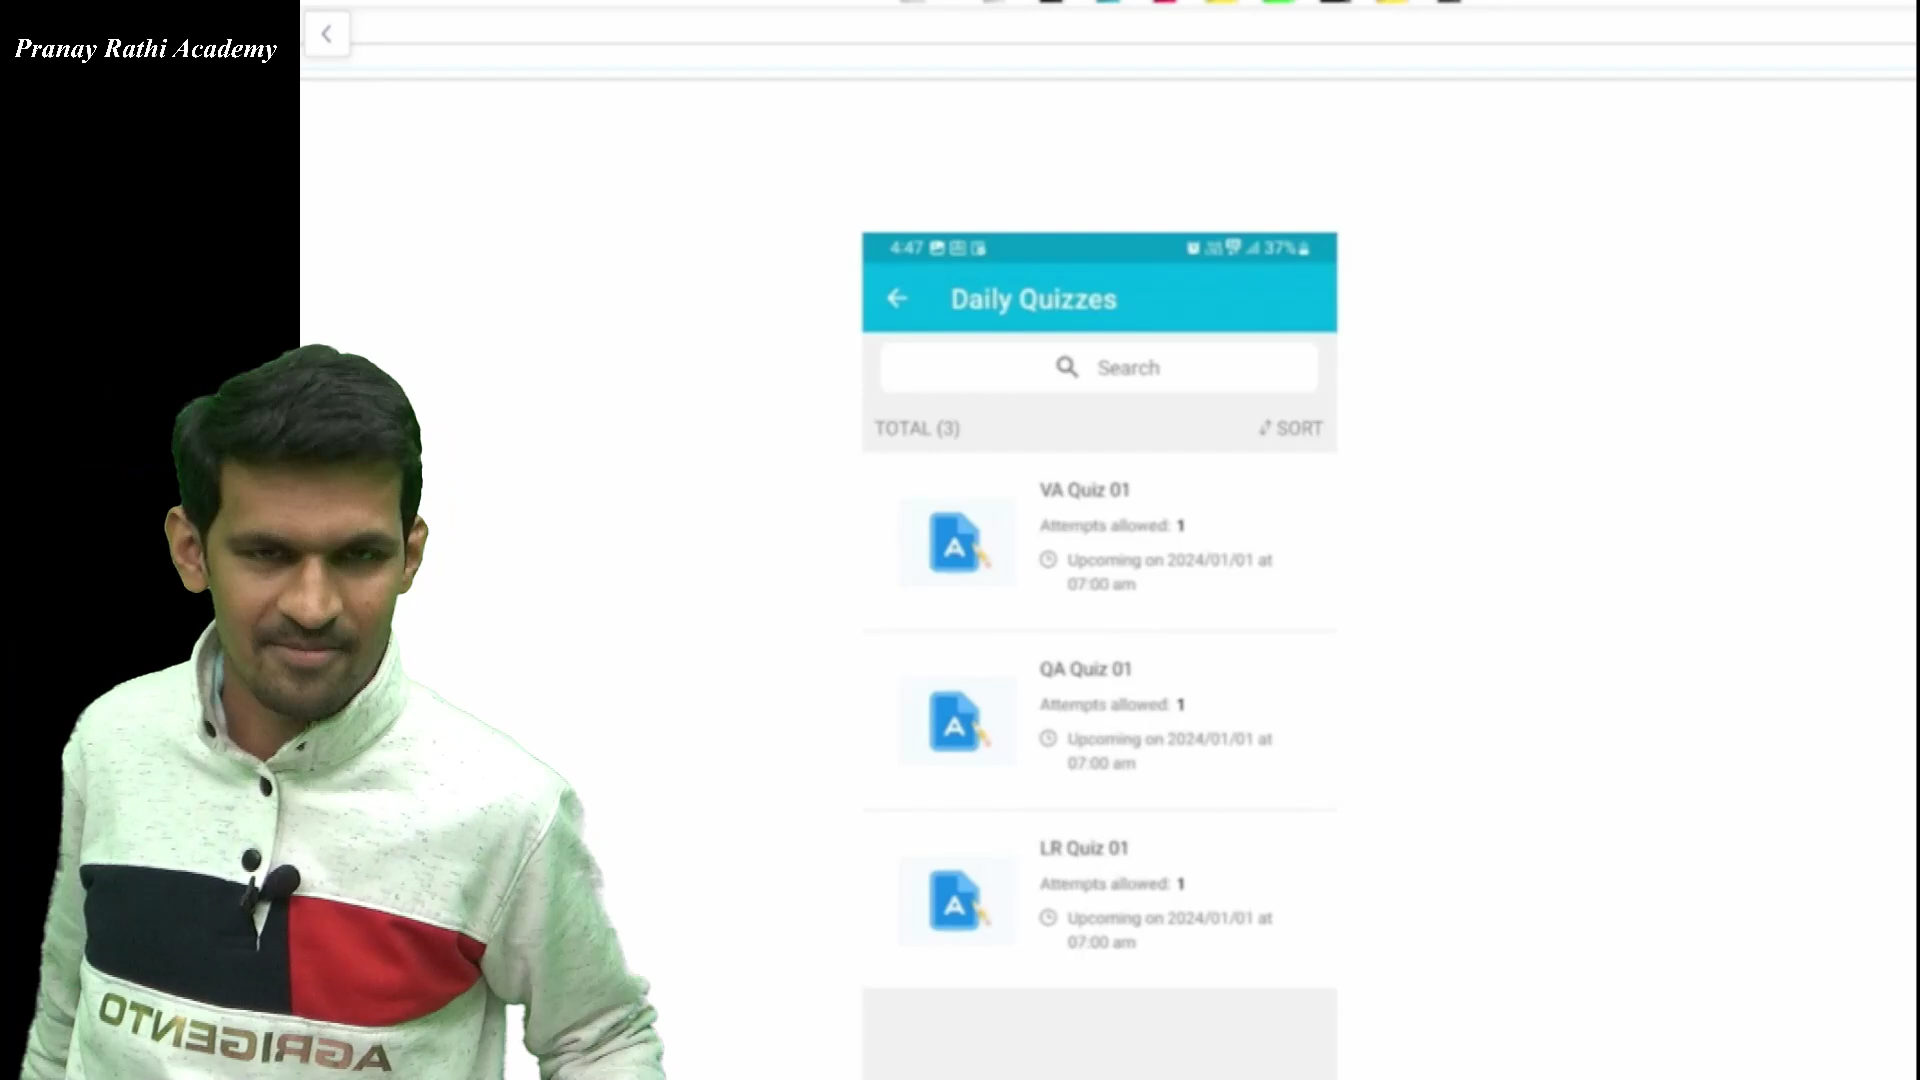 Pranay Rathi Academy
4:47
37%
Daily Quizzes
Search
TOTAL (3)
SORT
VA Quiz 01
Attempts allowed: 1
Upcoming on 2024/01/01 at
07:00 am
QA Quiz 01
Attempts allowed: 1
Upcoming on 2024/01/01 at
07:00 am
LR Quiz 01
Attempts allowed: 1
Upcoming on 2024/01/01 at
07:00 am
AGRIGENTO